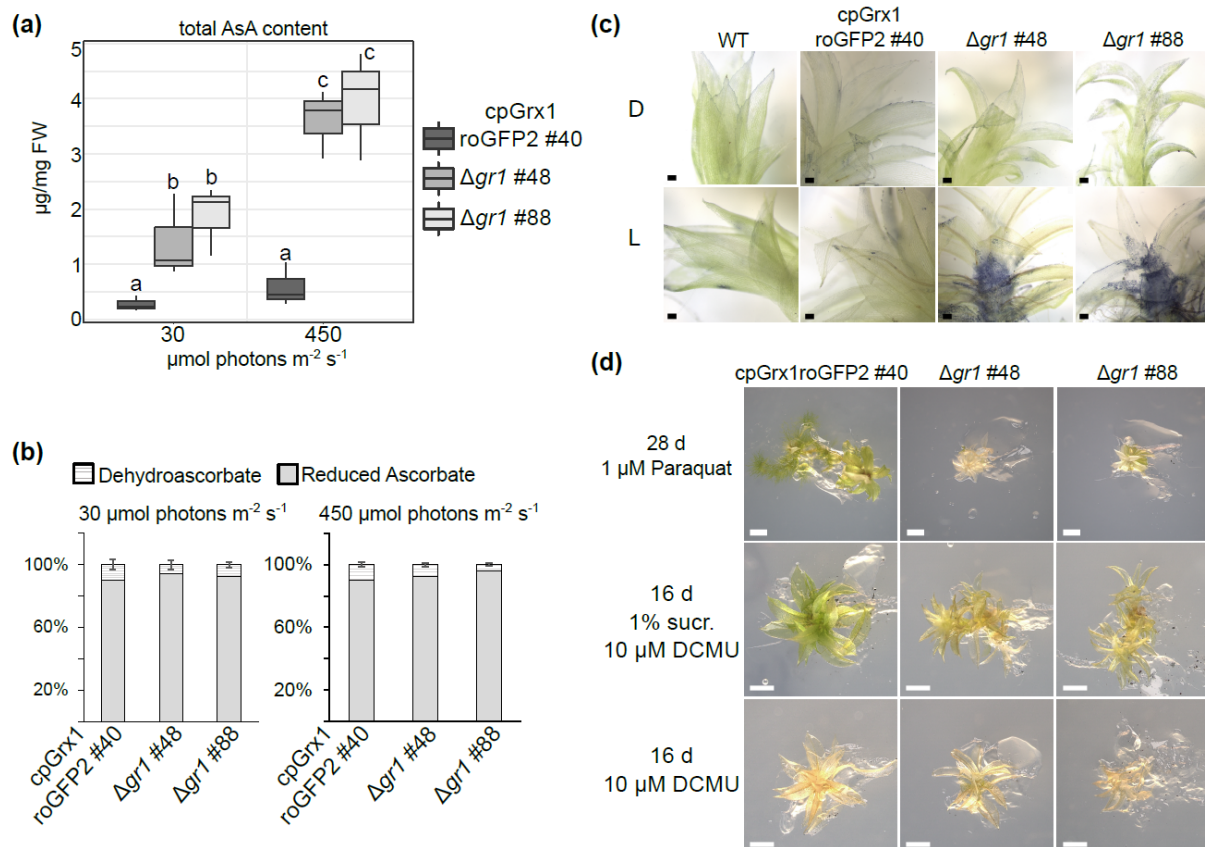 (a)
total AsA content
5
4
3
2
1
0
µg/mg FW
a
b
b
a
c
c
30
450
µmol photons m⁻² s⁻¹
cpGrx1
roGFP2 #40
Δgr1 #48
Δgr1 #88
(b)
Dehydroascorbate
Reduced Ascorbate
30 µmol photons m⁻² s⁻¹
450 µmol photons m⁻² s⁻¹
100%
60%
20%
cpGrx1
roGFP2 #40
Δgr1 #48
Δgr1 #88
100%
60%
20%
cpGrx1
roGFP2 #40
Δgr1 #48
Δgr1 #88
(c)
WT
cpGrx1
roGFP2 #40
Δgr1 #48
Δgr1 #88
D
L
(d)
cpGrx1roGFP2 #40
Δgr1 #48
Δgr1 #88
28 d
1 µM Paraquat
16 d
1% sucr.
10 µM DCMU
16 d
10 µM DCMU